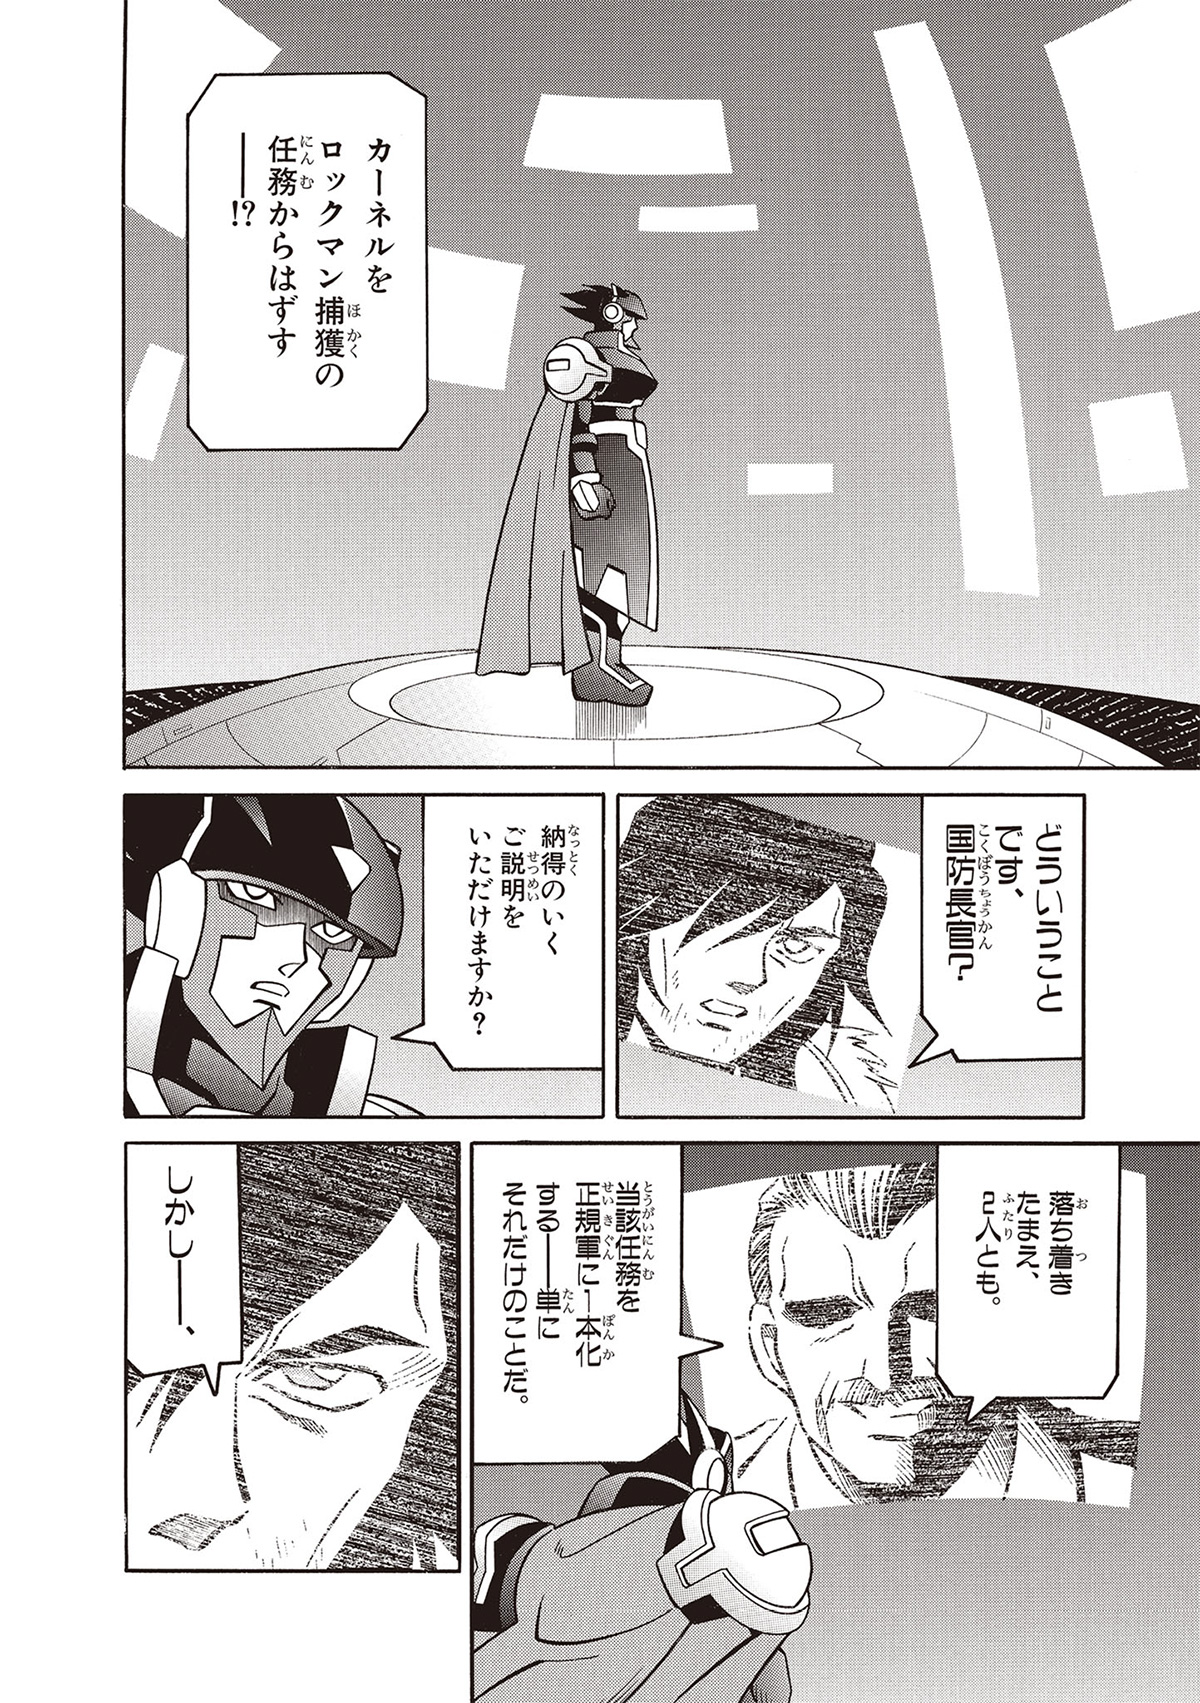 カーネルを
ロックマン捕獲の
任務からはずす
――!?
どういうこと
です、
国防長官?
納得のいく
ご説明を
いただけますか?
落ち着き
たまえ、
2人とも。
当該任務を
正規軍に1本化
する――単に
それだけのことだ。
しかし――、